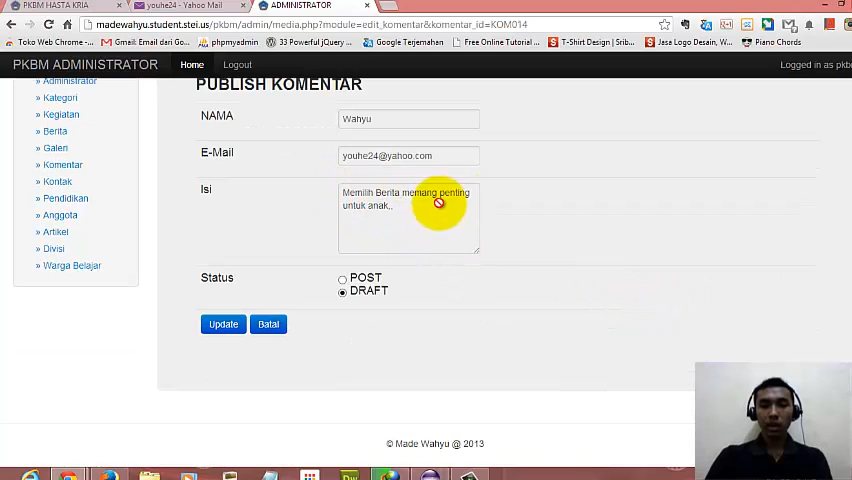 PKBM HASTA KRIA
youhe24 - Yahoo Mail
ADMINISTRATOR
madewahyu.student.stei.us/pkbm/admin/media.php?module=edit_komentar&komentar_id=KOM014
Toko Web Chrome -...
Gmail: Email dari Goo...
phpmyadmin
33 Powerful jQuery...
Google Terjemahan
Free Online Tutorial ...
T-Shirt Design | Srib...
Jasa Logo Desain, W...
Piano Chords
PKBM ADMINISTRATOR
Home
Logout
Logged in as pkb
» Administrator
» Kategori
» Kegiatan
» Berita
» Galeri
» Komentar
» Kontak
» Pendidikan
» Anggota
» Artikel
» Divisi
» Warga Belajar
PUBLISH KOMENTAR
NAMA
Wahyu
E-Mail
youhe24@yahoo.com
Isi
Memilih Berita memang penting
untuk anak,,
Status
POST
DRAFT
Update
Batal
© Made Wahyu @ 2013